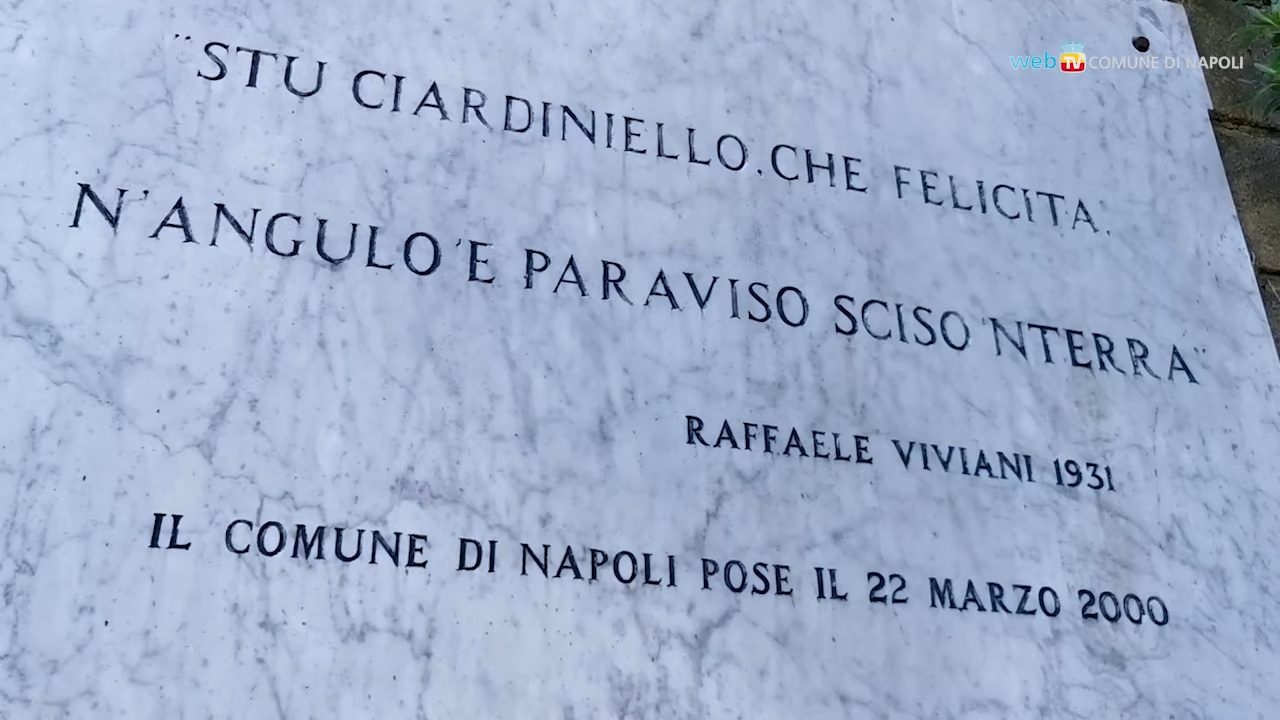 web TV COMUNE DI NAPOLI
"STU CIARDINIELLO, CHE FELICITA,
N'ANGULO 'E PARAVISO SCISO 'NTERRA"
RAFFAELE VIVIANI 1931
IL COMUNE DI NAPOLI POSE IL 22 MARZO 2000